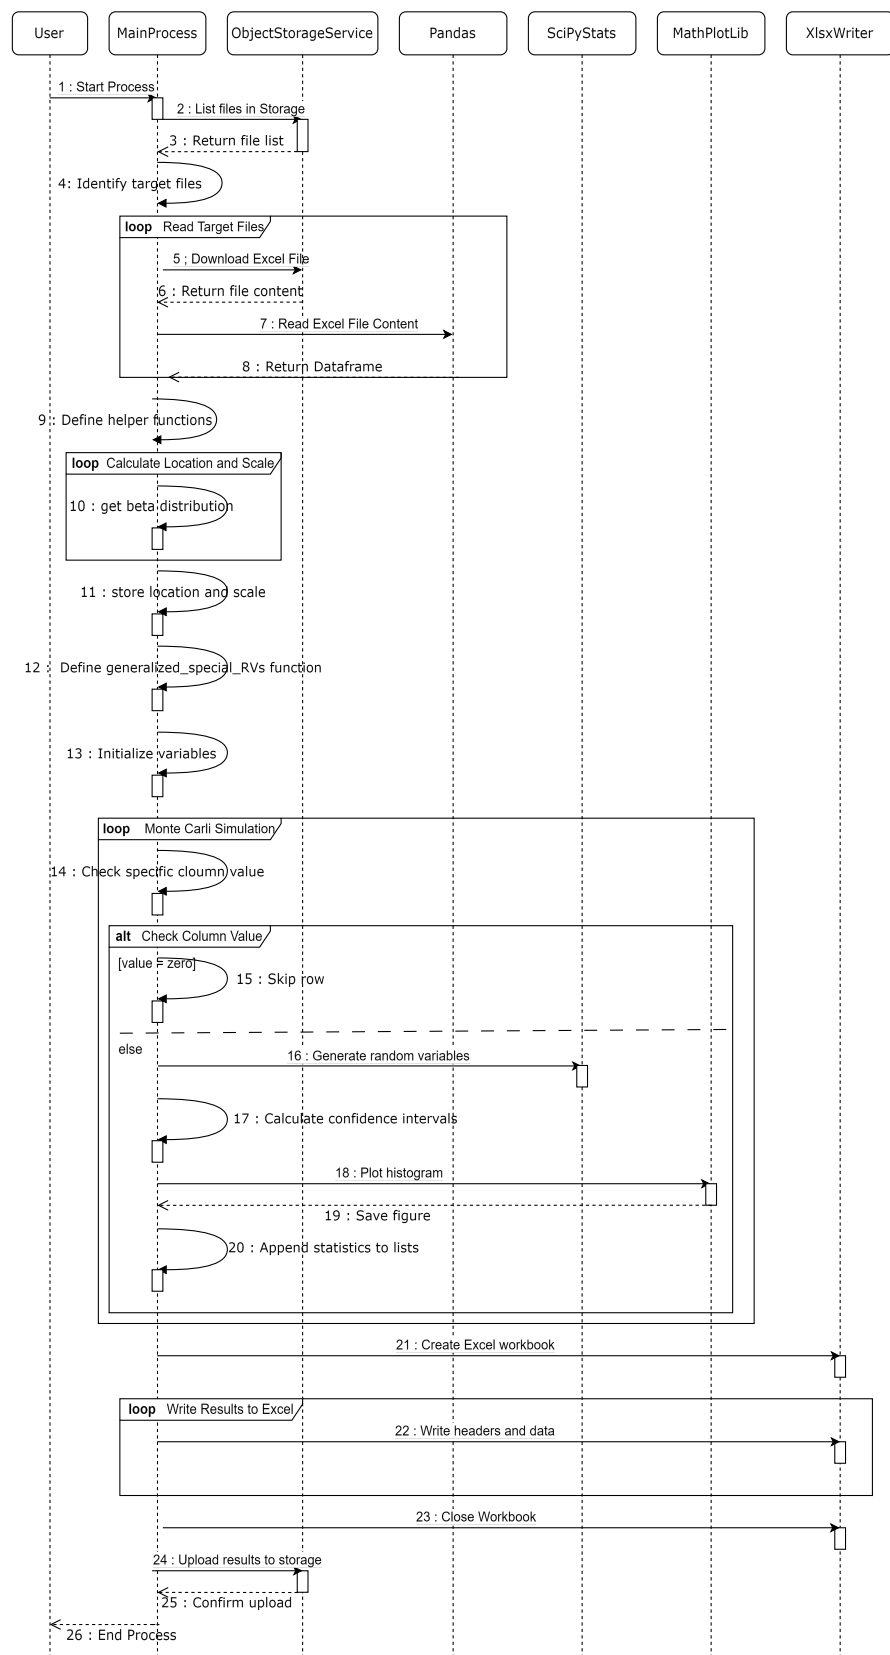 User
MainProcess
ObjectStorageService
Pandas
SciPyStats
MathPlotLib
XlsxWriter
1 : Start Process
2 : List files in Storage
3 : Return file list
4: Identify target files
loop Read Target Files
5 ; Download Excel File
6 : Return file content
7 : Read Excel File Content
8 : Return Dataframe
9 : Define helper functions
loop Calculate Location and Scale
10 : get beta distribution
11 : store location and scale
12 : Define generalized_special_RVs function
13 : Initialize variables
loop Monte Carli Simulation
14 : Check specific cloumn value
alt Check Column Value
[value = zero]
15 : Skip row
else
16 : Generate random variables
17 : Calculate confidence intervals
18 : Plot histogram
19 : Save figure
20 : Append statistics to lists
21 : Create Excel workbook
loop Write Results to Excel
22 : Write headers and data
23 : Close Workbook
24 : Upload results to storage
25 : Confirm upload
26 : End Process